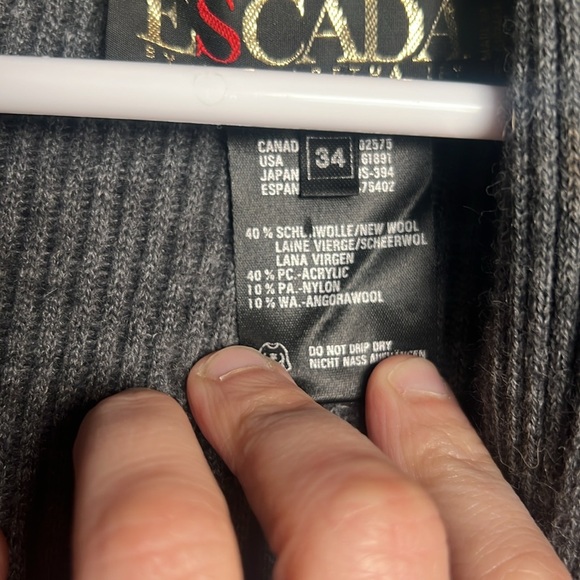 ESCADA
CANAD 02575
USA 61891
JAPAN IS-394
ESPAN 75402
34
40 % SCHURWOLLE/NEW WOOL
LAINE VIERGE/SCHEERWOL
LANA VIRGEN
40 % PC.-ACRYLIC
10 % PA.-NYLON
10 % WA.-ANGORAWOOL
DO NOT DRIP DRY
NICHT NASS AUFHÄNGEN